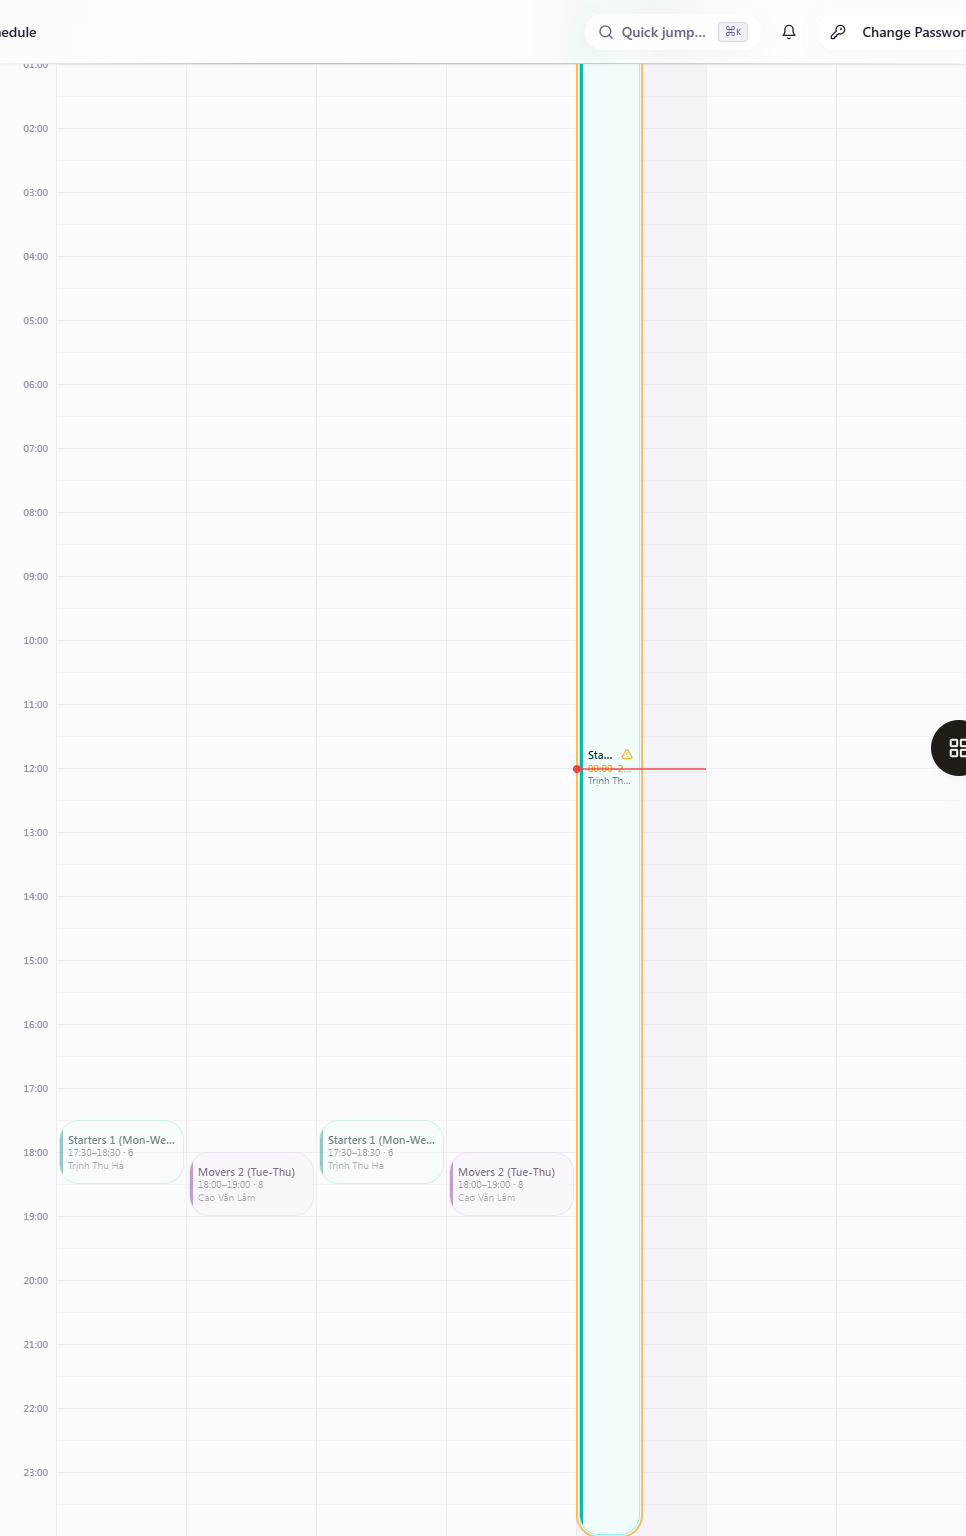 edule
Quick jump...
⌘K
Change Passwor
01:00
02:00
03:00
04:00
05:00
06:00
07:00
08:00
09:00
10:00
11:00
12:00
13:00
14:00
15:00
16:00
17:00
18:00
19:00
20:00
21:00
22:00
23:00
Starters 1 (Mon-We...
17:30–18:30 · 6
Trịnh Thu Hà
Movers 2 (Tue-Thu)
18:00–19:00 · 8
Cao Văn Lâm
Starters 1 (Mon-We...
17:30–18:30 · 6
Trịnh Thu Hà
Movers 2 (Tue-Thu)
18:00–19:00 · 8
Cao Văn Lâm
Sta...
00:00–2...
Trịnh Th...